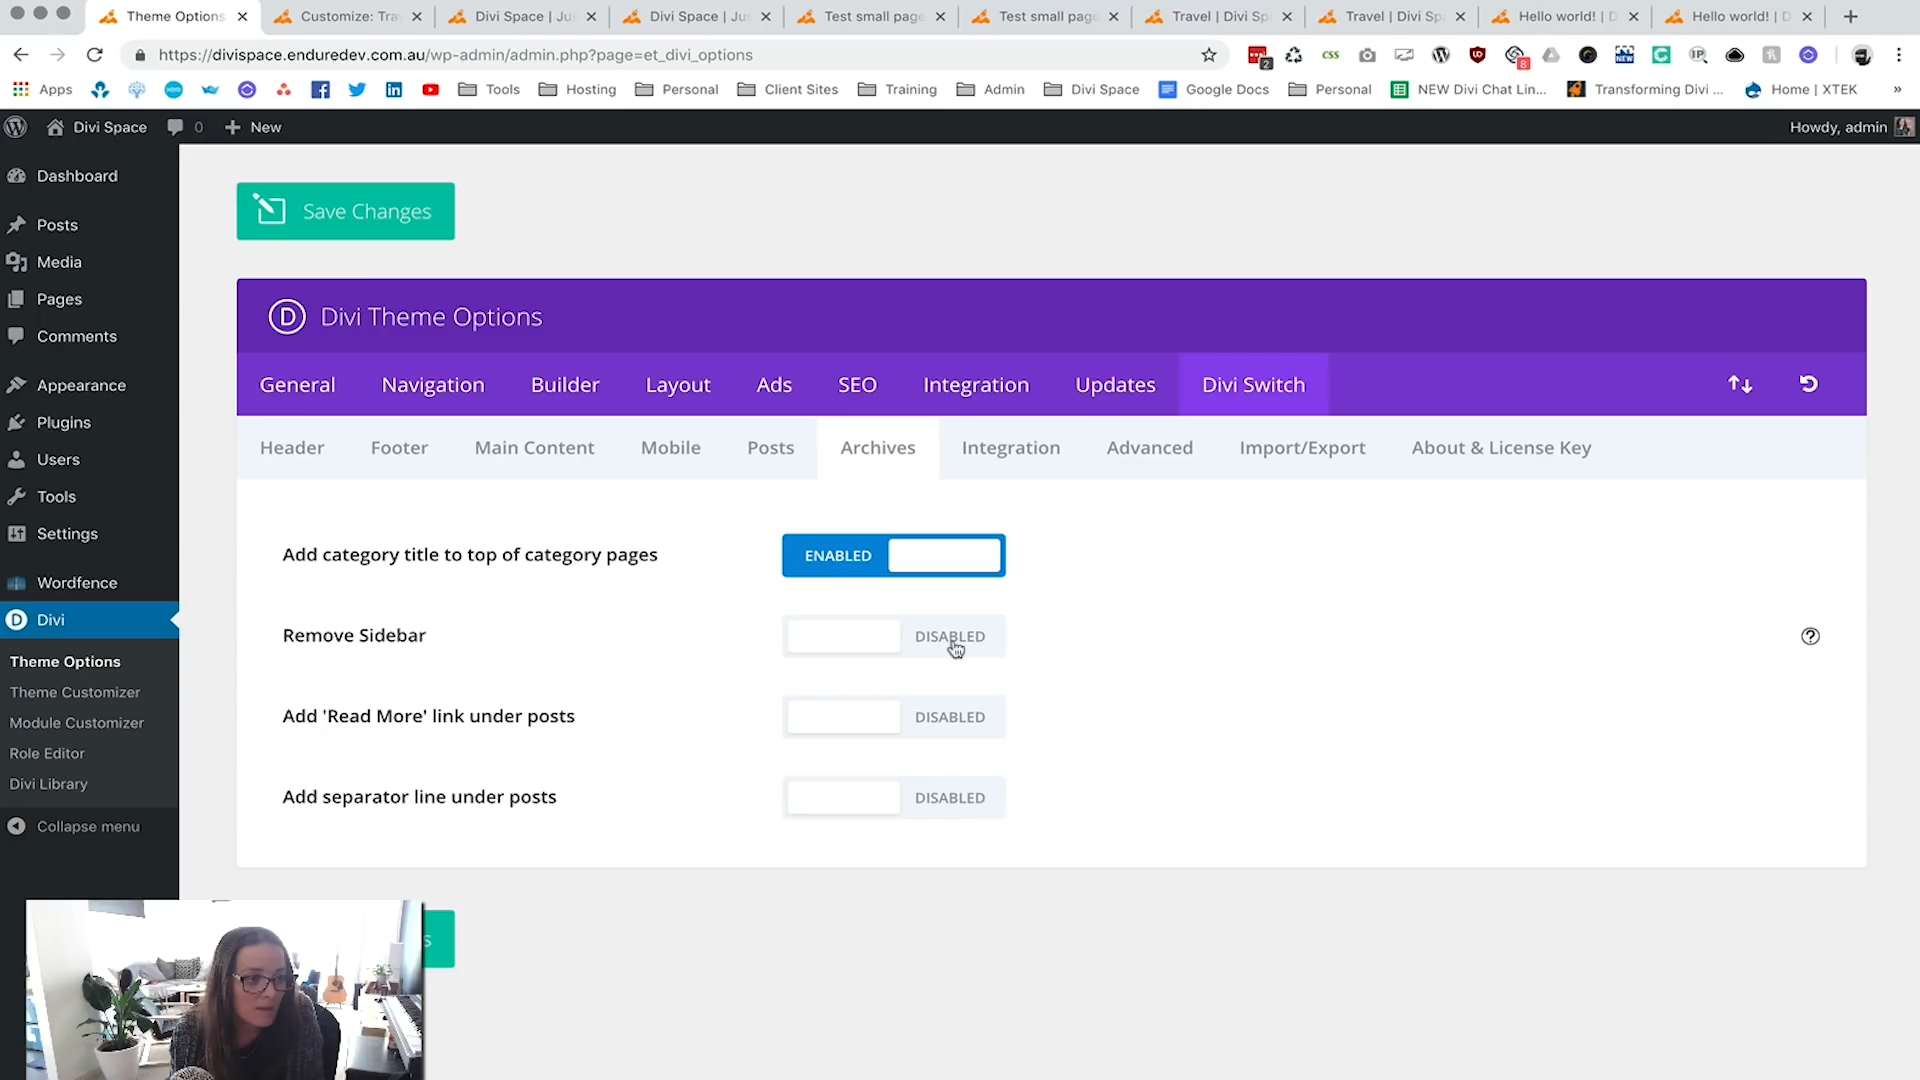 Theme Options
Customize: Tra
Divi Space | Ju
Divi Space | Ju
Test small page
Test small page
Travel | Divi Sp
Travel | Divi Sp
Hello world! | D
Hello world! | D
https://divispace.enduredev.com.au/wp-admin/admin.php?page=et_divi_options
2
CSS
8
NEW
IP
Apps
Tools
Hosting
Personal
Client Sites
Training
Admin
Divi Space
Google Docs
Personal
NEW Divi Chat Lin...
Transforming Divi ...
Home | XTEK
»
Divi Space
0
New
Howdy, admin
Dashboard
Posts
Media
Pages
Comments
Appearance
Plugins
Users
Tools
Settings
Wordfence
Divi
Theme Options
Theme Customizer
Module Customizer
Role Editor
Divi Library
Collapse menu
Save Changes
D Divi Theme Options
General Navigation Builder Layout Ads SEO Integration Updates Divi Switch
Header Footer Main Content Mobile Posts Archives Integration Advanced Import/Export About & License Key
Add category title to top of category pages ENABLED
Remove Sidebar DISABLED ?
Add 'Read More' link under posts DISABLED
Add separator line under posts DISABLED
s